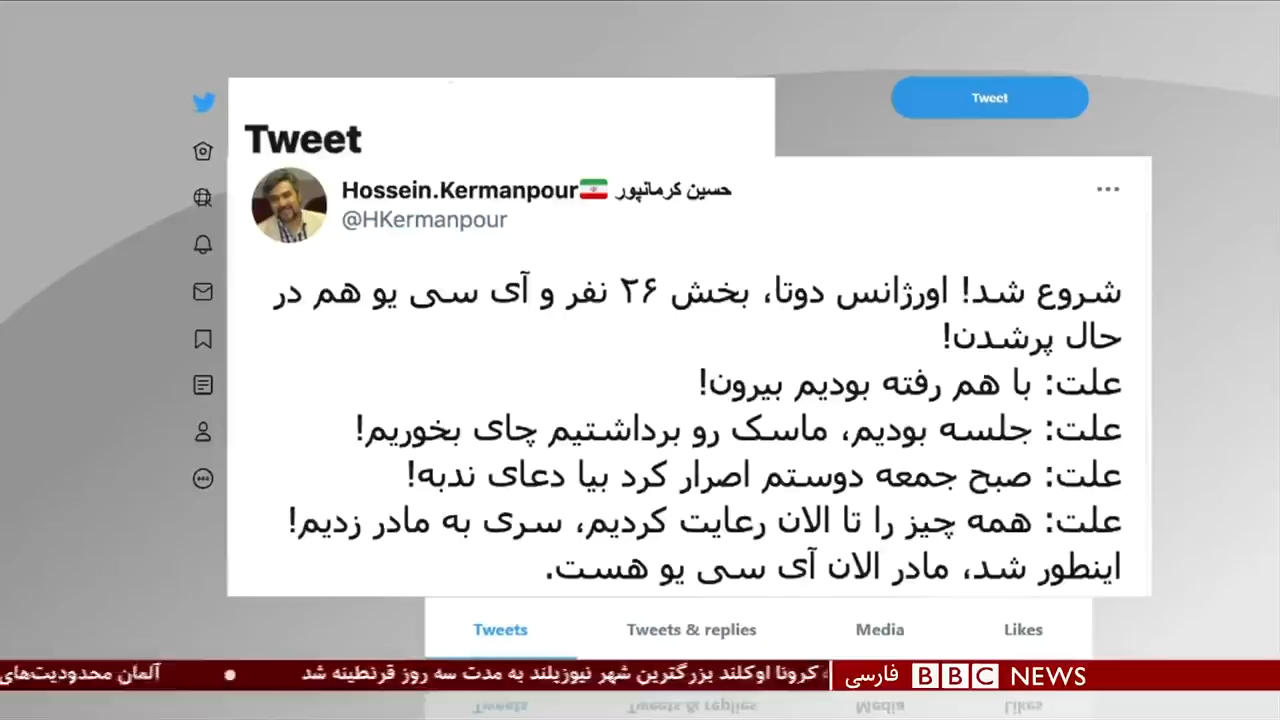 Tweet
Tweet
Hossein.Kermanpour حسین کرمانپور
@HKermanpour
شروع شد! اورژانس دوتا، بخش ۲۶ نفر و آی سی یو هم در
حال پرشدن!
علت: با هم رفته بودیم بیرون!
علت: جلسه بودیم، ماسک رو برداشتیم چای بخوریم!
علت: صبح جمعه دوستم اصرار کرد بیا دعای ندبه!
علت: همه چیز را تا الان رعایت کردیم، سری به مادر زدیم!
اینطور شد، مادر الان آی سی یو هست.
Tweets
Tweets & replies
Media
Likes
کرونا اوکلند بزرگترین شهر نیوزیلند به مدت سه روز قرنطینه شد • آلمان محدودیت‌های
BBC NEWS فارسی